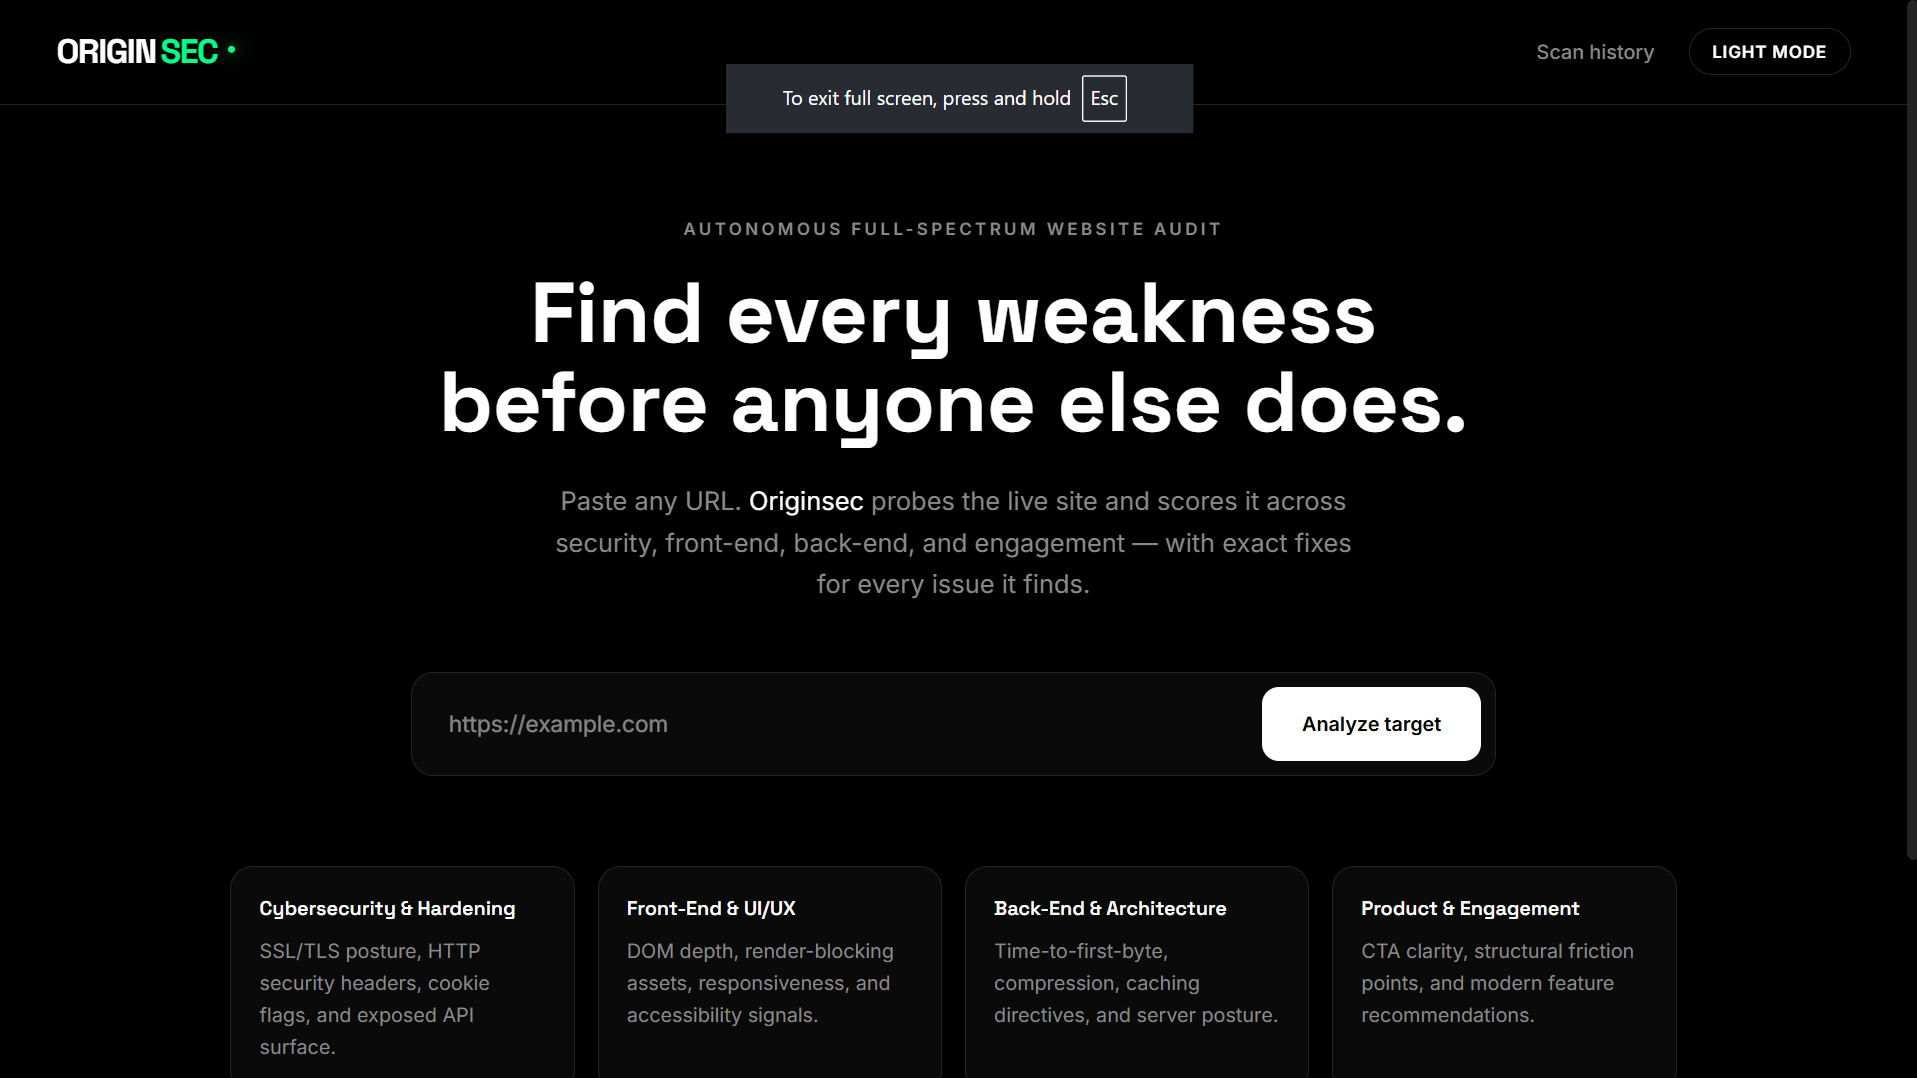 ORIGINSEC
Scan history
LIGHT MODE
To exit full screen, press and hold Esc
AUTONOMOUS FULL-SPECTRUM WEBSITE AUDIT
Find every weakness
before anyone else does.
Paste any URL. Originsec probes the live site and scores it across
security, front-end, back-end, and engagement — with exact fixes
for every issue it finds.
https://example.com
Analyze target
Cybersecurity & Hardening
SSL/TLS posture, HTTP
security headers, cookie
flags, and exposed API
surface.
Front-End & UI/UX
DOM depth, render-blocking
assets, responsiveness, and
accessibility signals.
Back-End & Architecture
Time-to-first-byte,
compression, caching
directives, and server posture.
Product & Engagement
CTA clarity, structural friction
points, and modern feature
recommendations.